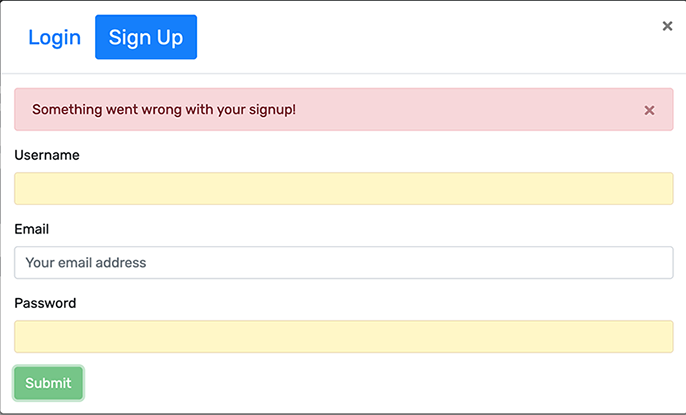 Login Sign Up ×
Something went wrong with your signup! ×
Username
Email
Your email address
Password
Submit